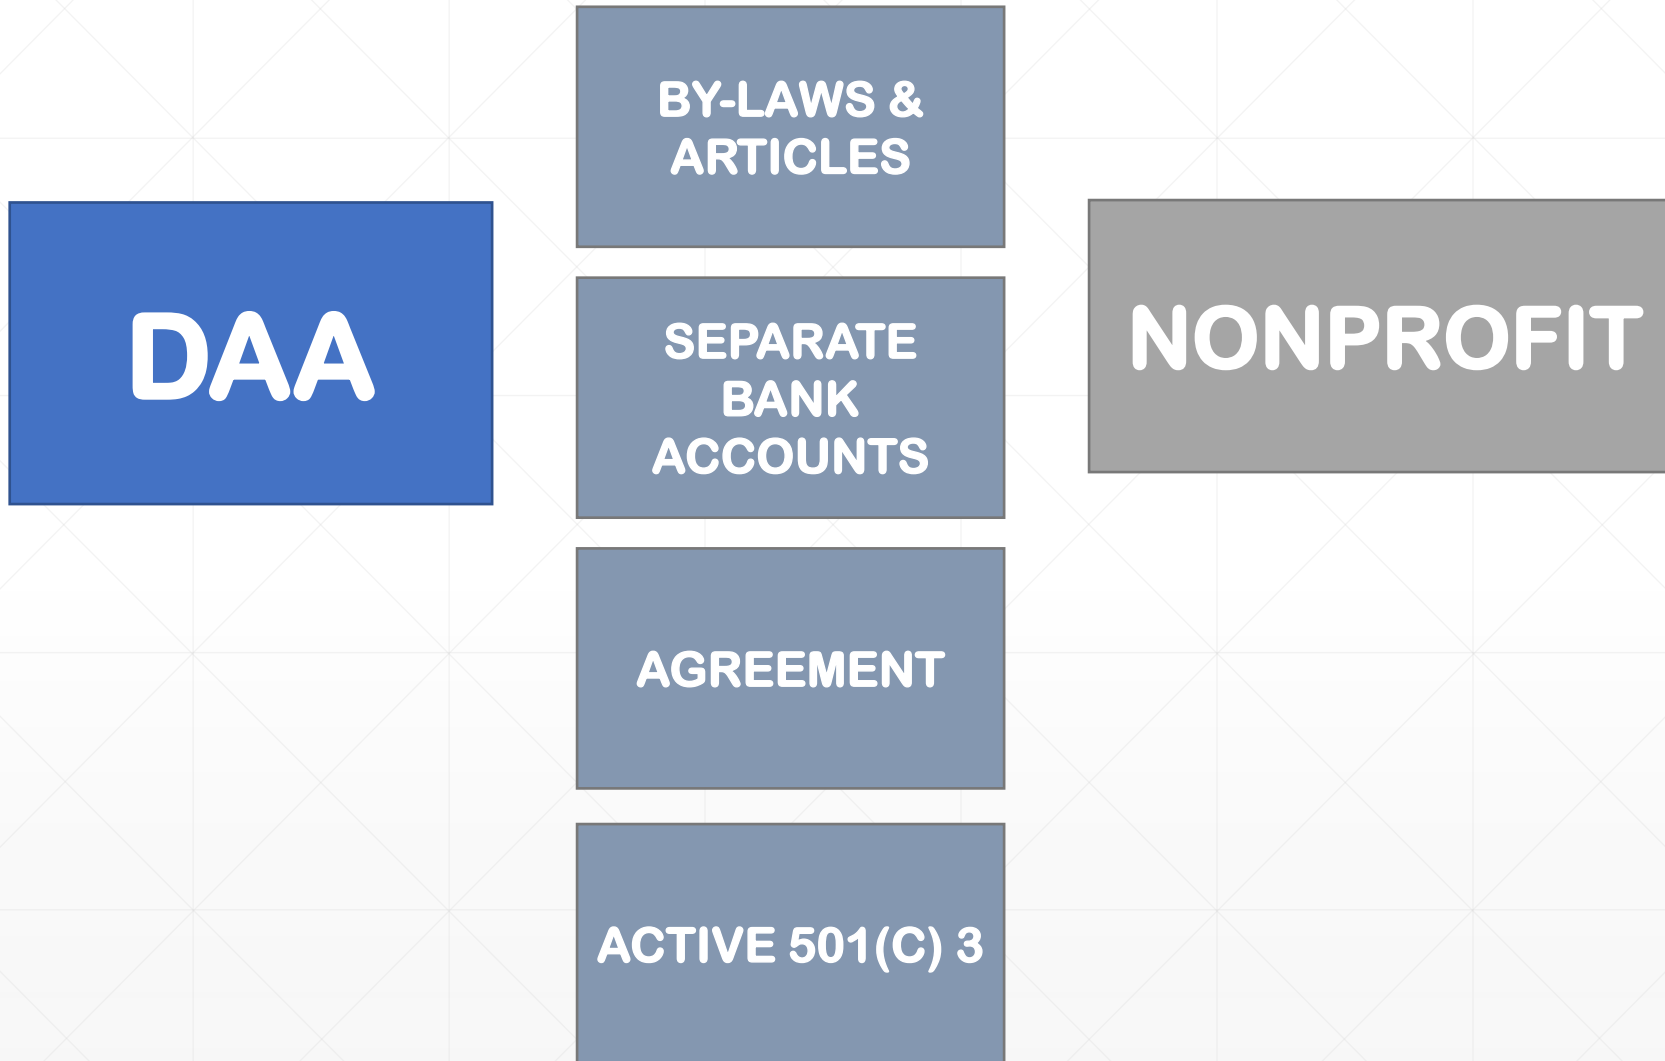 DAA
BY-LAWS &
ARTICLES
SEPARATE
BANK
ACCOUNTS
AGREEMENT
ACTIVE 501(C) 3
NONPROFIT